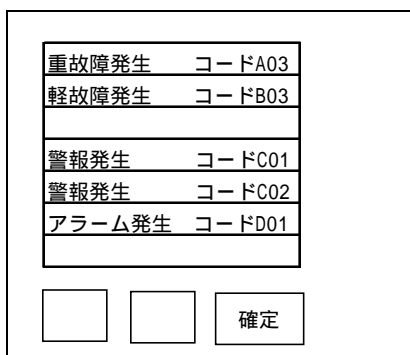 重故障発生 コードA03
軽故障発生 コードB03
警報発生 コードC01
警報発生 コードC02
アラーム発生 コードD01
確定